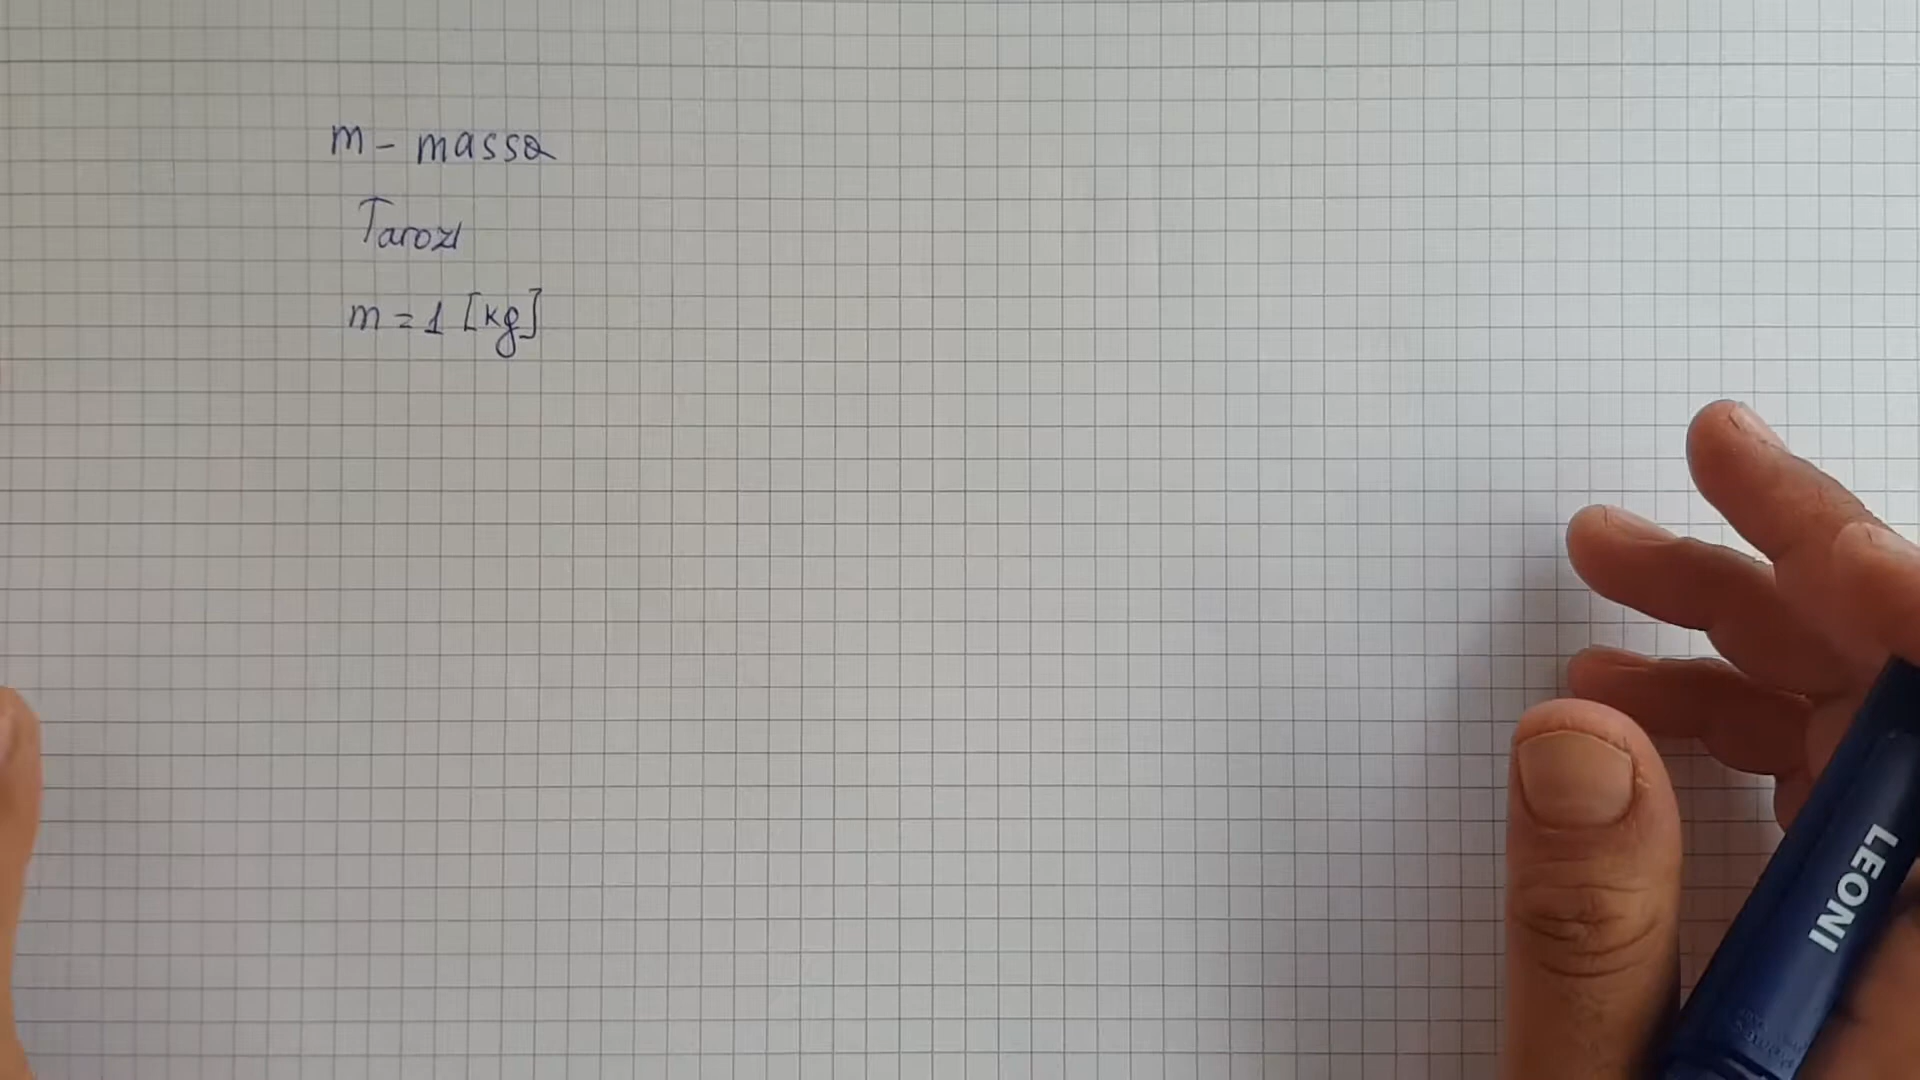 m - massa
Tarozi
m = 1 [kg]
LEONI